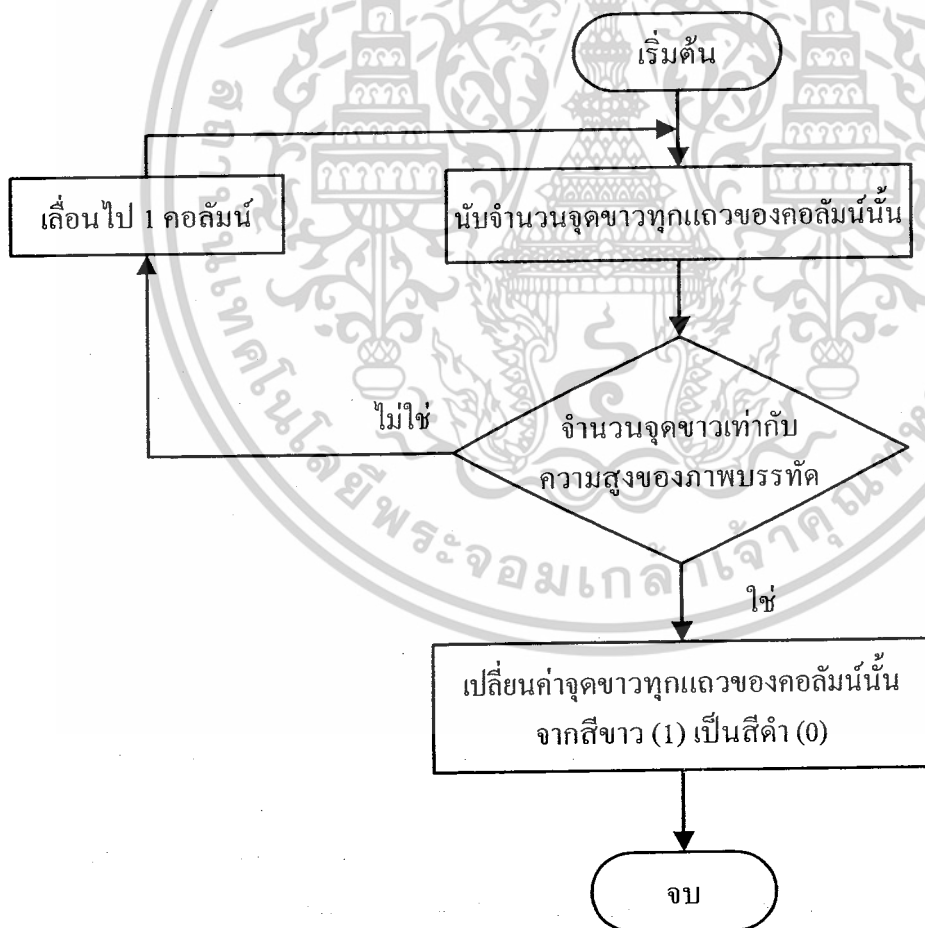 เริ่มต้น
เลื่อนไป 1 คอลัมน์
นับจำนวนจุดขาวทุกแถวของคอลัมน์นั้น
ไม่ใช่
จำนวนจุดขาวเท่ากับ
ความสูงของภาพบรรทัด
ใช่
เปลี่ยนค่าจุดขาวทุกแถวของคอลัมน์นั้น
จากสีขาว (1) เป็นสีดำ (0)
จบ